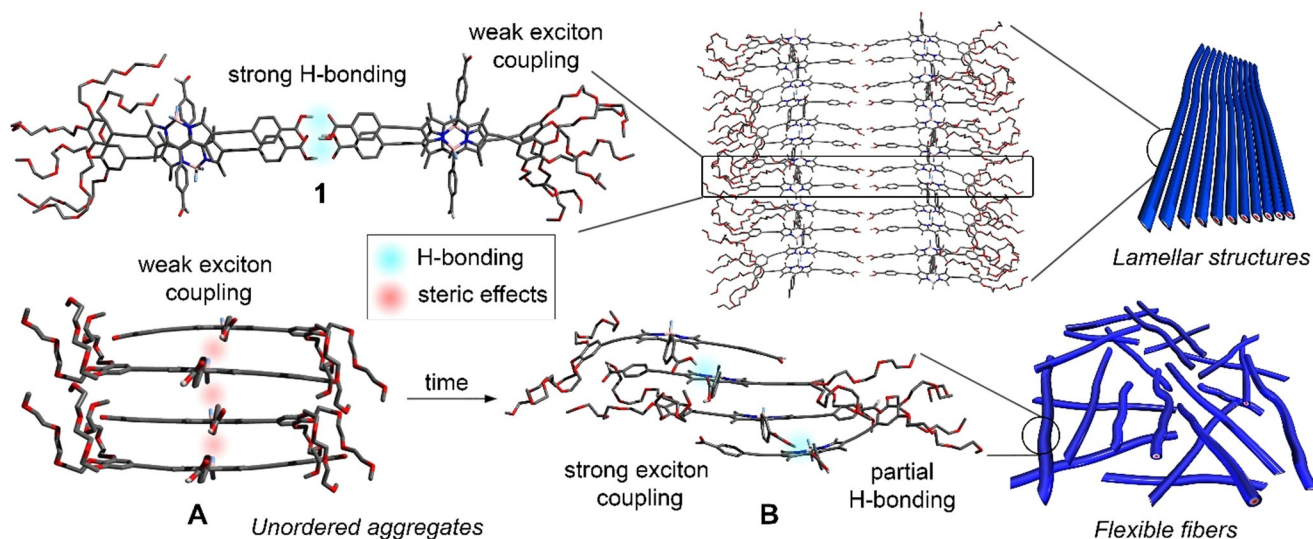 weak exciton
coupling
strong H-bonding
1
H-bonding
steric effects
Lamellar structures
weak exciton
coupling
time
strong exciton
coupling
partial
H-bonding
A
Unordered aggregates
B
Flexible fibers